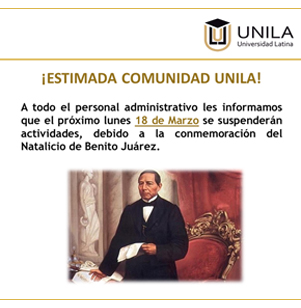 UNILA
Universidad Latina
¡ESTIMADA COMUNIDAD UNILA!
A todo el personal administrativo les informamos
que el próximo lunes 18 de Marzo se suspenderán
actividades, debido a la conmemoración del
Natalicio de Benito Juárez.